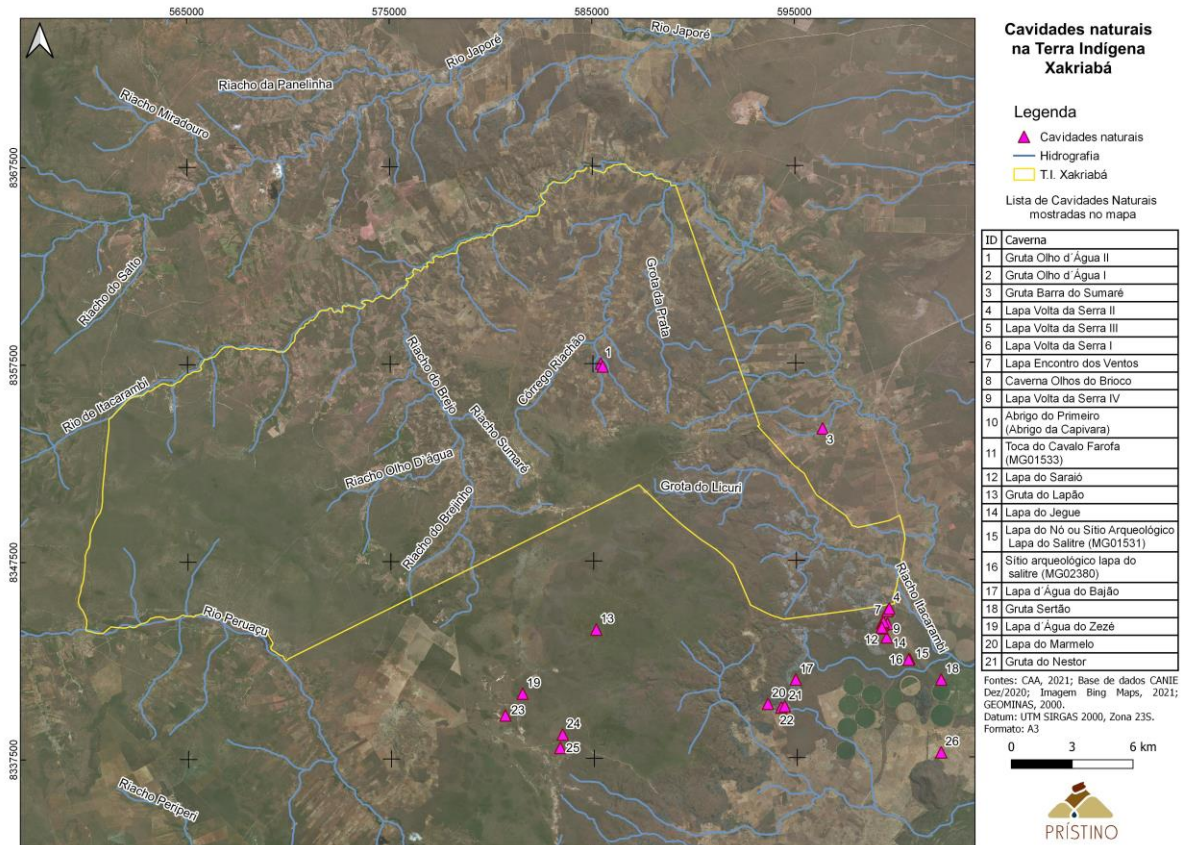 565000
575000
585000
595000
Rio Japoré
Rio Japoré
Riacho da Panelinha
Riacho Miradouro
8367500
Riacho do Salto
Grota da Prata
Córrego Riachão
8357500
1
Riacho do Brejo
Rio de Itacarambi
Riacho Sumaré
3
Riacho Olho D'água
Grota do Licuri
Riacho do Brejinho
8347500
Riacho Itacarambi
Rio Peruaçu
4
7
9
13
12
14
16
15
17
18
19
20
21
23
22
24
25
26
8337500
Riacho Periperi
Cavidades naturais
na Terra Indígena
Xakriabá
Legenda
Cavidades naturais
Hidrografia
T.I. Xakriabá
Lista de Cavidades Naturais
mostradas no mapa
ID Caverna
1 Gruta Olho d´Água II
2 Gruta Olho d´Água I
3 Gruta Barra do Sumaré
4 Lapa Volta da Serra II
5 Lapa Volta da Serra III
6 Lapa Volta da Serra I
7 Lapa Encontro dos Ventos
8 Caverna Olhos do Brioco
9 Lapa Volta da Serra IV
10 Abrigo do Primeiro
(Abrigo da Capivara)
11 Toca do Cavalo Farofa
(MG01533)
12 Lapa do Saraió
13 Gruta do Lapão
14 Lapa do Jegue
15 Lapa do Nó ou Sítio Arqueológico
Lapa do Salitre (MG01531)
16 Sítio arqueológico lapa do
salitre (MG02380)
17 Lapa d´Água do Bajão
18 Gruta Sertão
19 Lapa d´Água do Zezé
20 Lapa do Marmelo
21 Gruta do Nestor
Fontes: CAA, 2021; Base de dados CANIE
Dez/2020; Imagem Bing Maps, 2021;
GEOMINAS, 2000.
Datum: UTM SIRGAS 2000, Zona 23S.
Formato: A3
0 3 6 km
PRÍSTINO